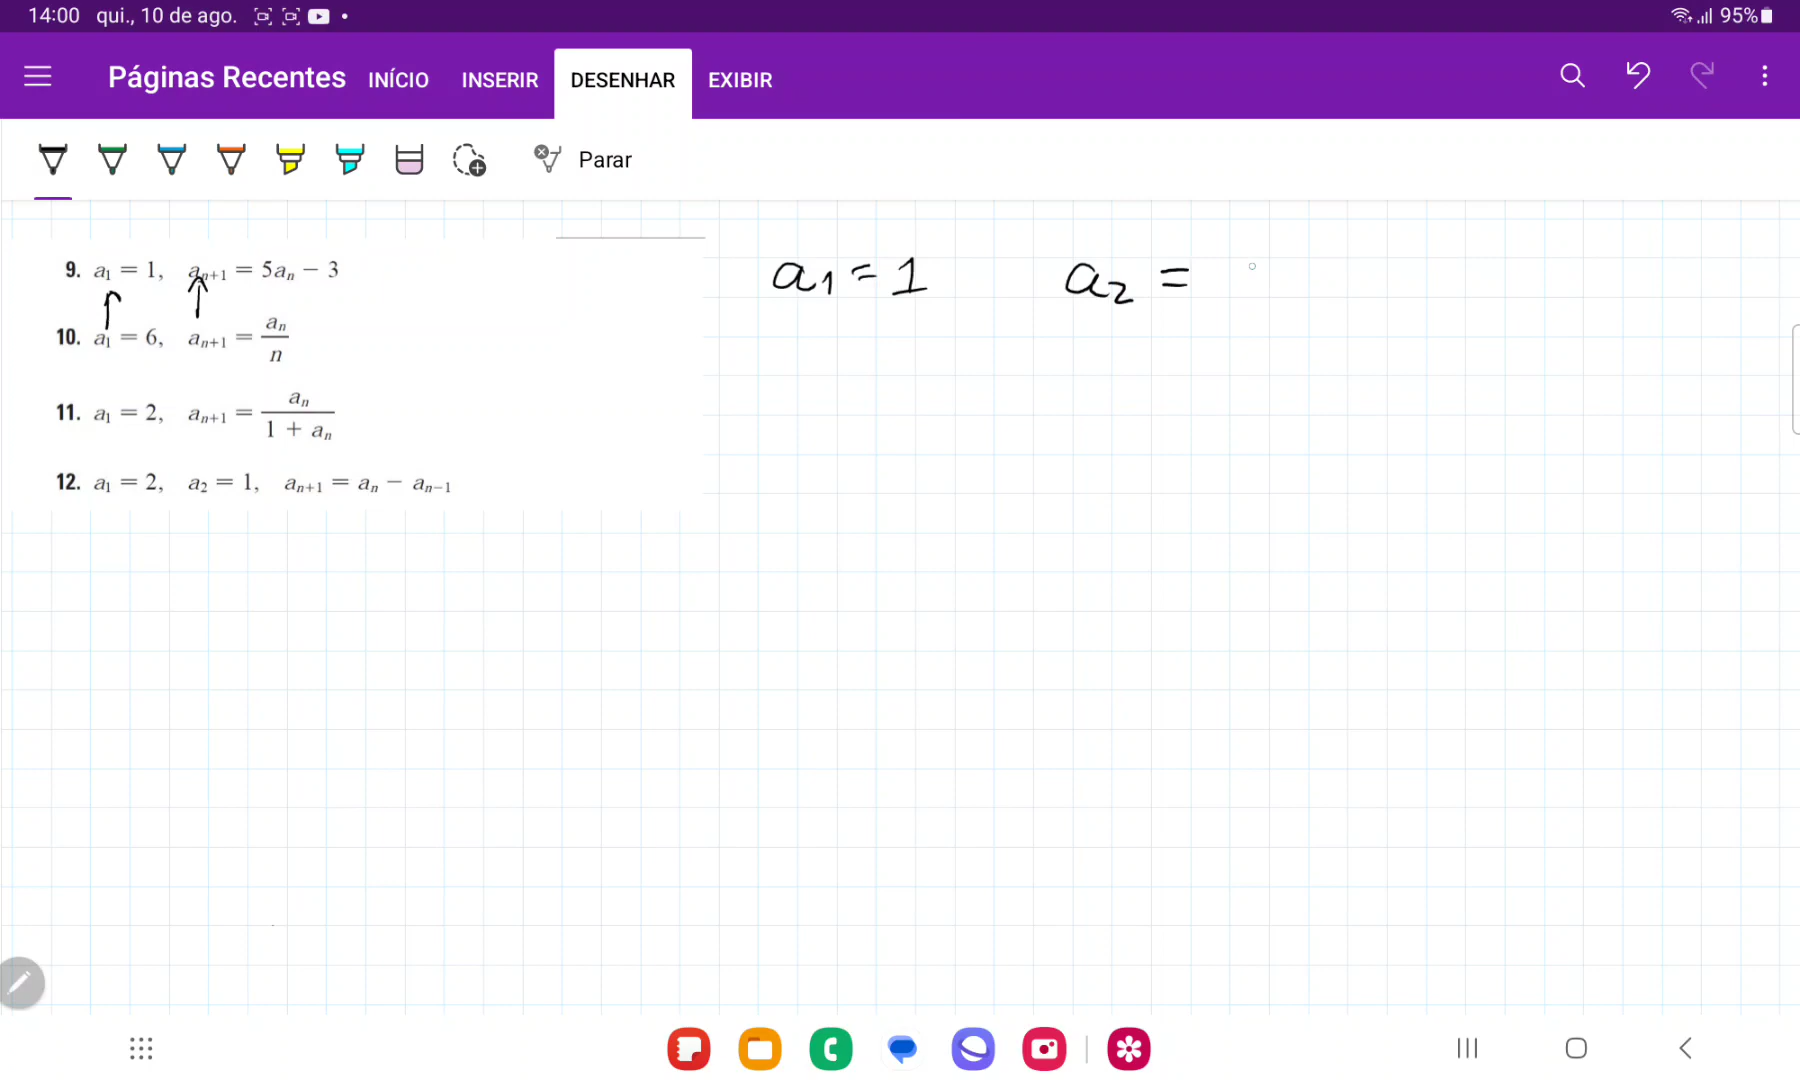 14:00 qui., 10 de ago. 95%
Páginas Recentes INÍCIO INSERIR DESENHAR EXIBIR
Parar
9. a₁ = 1, aₙ₊₁ = 5aₙ − 3
a₁ = 1 a₂ =
10. a₁ = 6, aₙ₊₁ = aₙ/n
11. a₁ = 2, aₙ₊₁ = aₙ/(1 + aₙ)
12. a₁ = 2, a₂ = 1, aₙ₊₁ = aₙ − aₙ₋₁